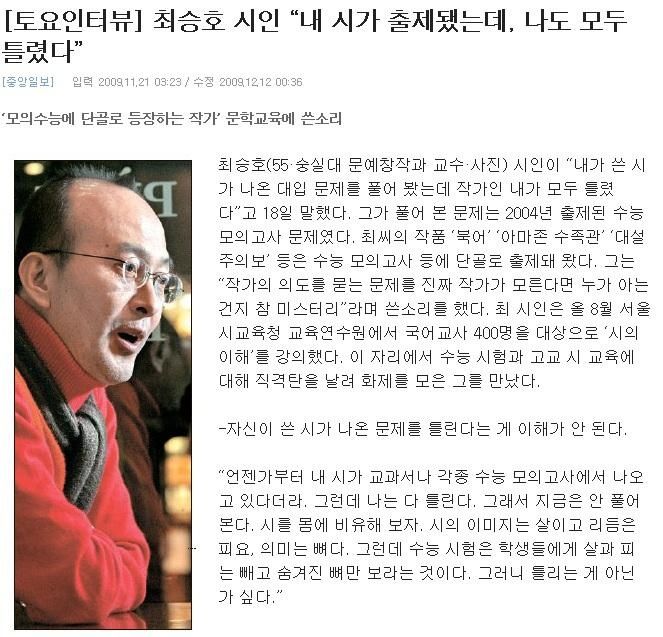 [토요인터뷰] 최승호 시인 “내 시가 출제됐는데, 나도 모두
틀렸다”
[중앙일보] 입력 2009.11.21 03:23 / 수정 2009.12.12 00:36
‘모의수능에 단골로 등장하는 작가’ 문학교육에 쓴소리
최승호(55·숭실대 문예창작과 교수·사진) 시인이 “내가 쓴 시
가 나온 대입 문제를 풀어 봤는데 작가인 내가 모두 틀렸
다”고 18일 말했다. 그가 풀어 본 문제는 2004년 출제된 수능
모의고사 문제였다. 최씨의 작품 ‘북어’ ‘아마존 수족관’ ‘대설
주의보’ 등은 수능 모의고사 등에 단골로 출제돼 왔다. 그는
“작가의 의도를 묻는 문제를 진짜 작가가 모른다면 누가 아는
건지 참 미스터리”라며 쓴소리를 했다. 최 시인은 올 8월 서울
시교육청 교육연수원에서 국어교사 400명을 대상으로 ‘시의
이해’를 강의했다. 이 자리에서 수능 시험과 고교 시 교육에
대해 직격탄을 날려 화제를 모은 그를 만났다.
-자신이 쓴 시가 나온 문제를 틀린다는 게 이해가 안 된다.
“언젠가부터 내 시가 교과서나 각종 수능 모의고사에서 나오
고 있다더라. 그런데 나는 다 틀린다. 그래서 지금은 안 풀어
본다. 시를 몸에 비유해 보자. 시의 이미지는 살이고 리듬은
피요, 의미는 뼈다. 그런데 수능 시험은 학생들에게 살과 피
는 빼고 숨겨진 뼈만 보라는 것이다. 그러니 틀리는 게 아닌
가 싶다.”